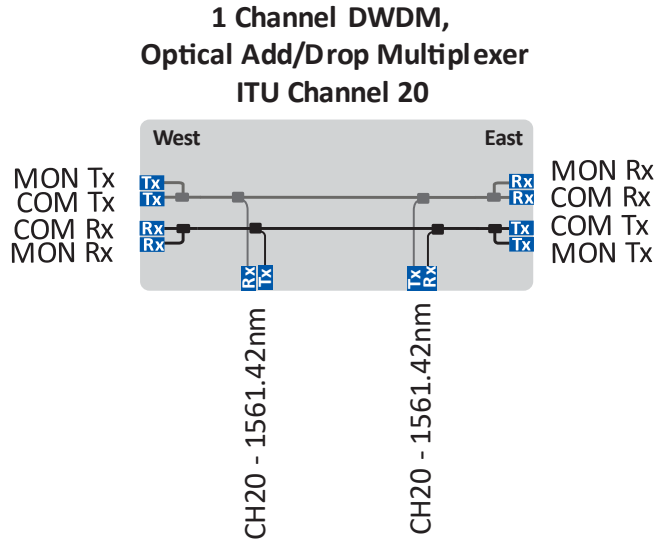 1 Channel DWDM,
Optical Add/Drop Multiplexer
ITU Channel 20
West
East
MON Tx
COM Tx
COM Rx
MON Rx
Tx
Tx
Rx
Rx
Rx
Rx
Tx
Tx
MON Rx
COM Rx
COM Tx
MON Tx
Rx
Tx
Tx
Rx
CH20 - 1561.42nm
CH20 - 1561.42nm